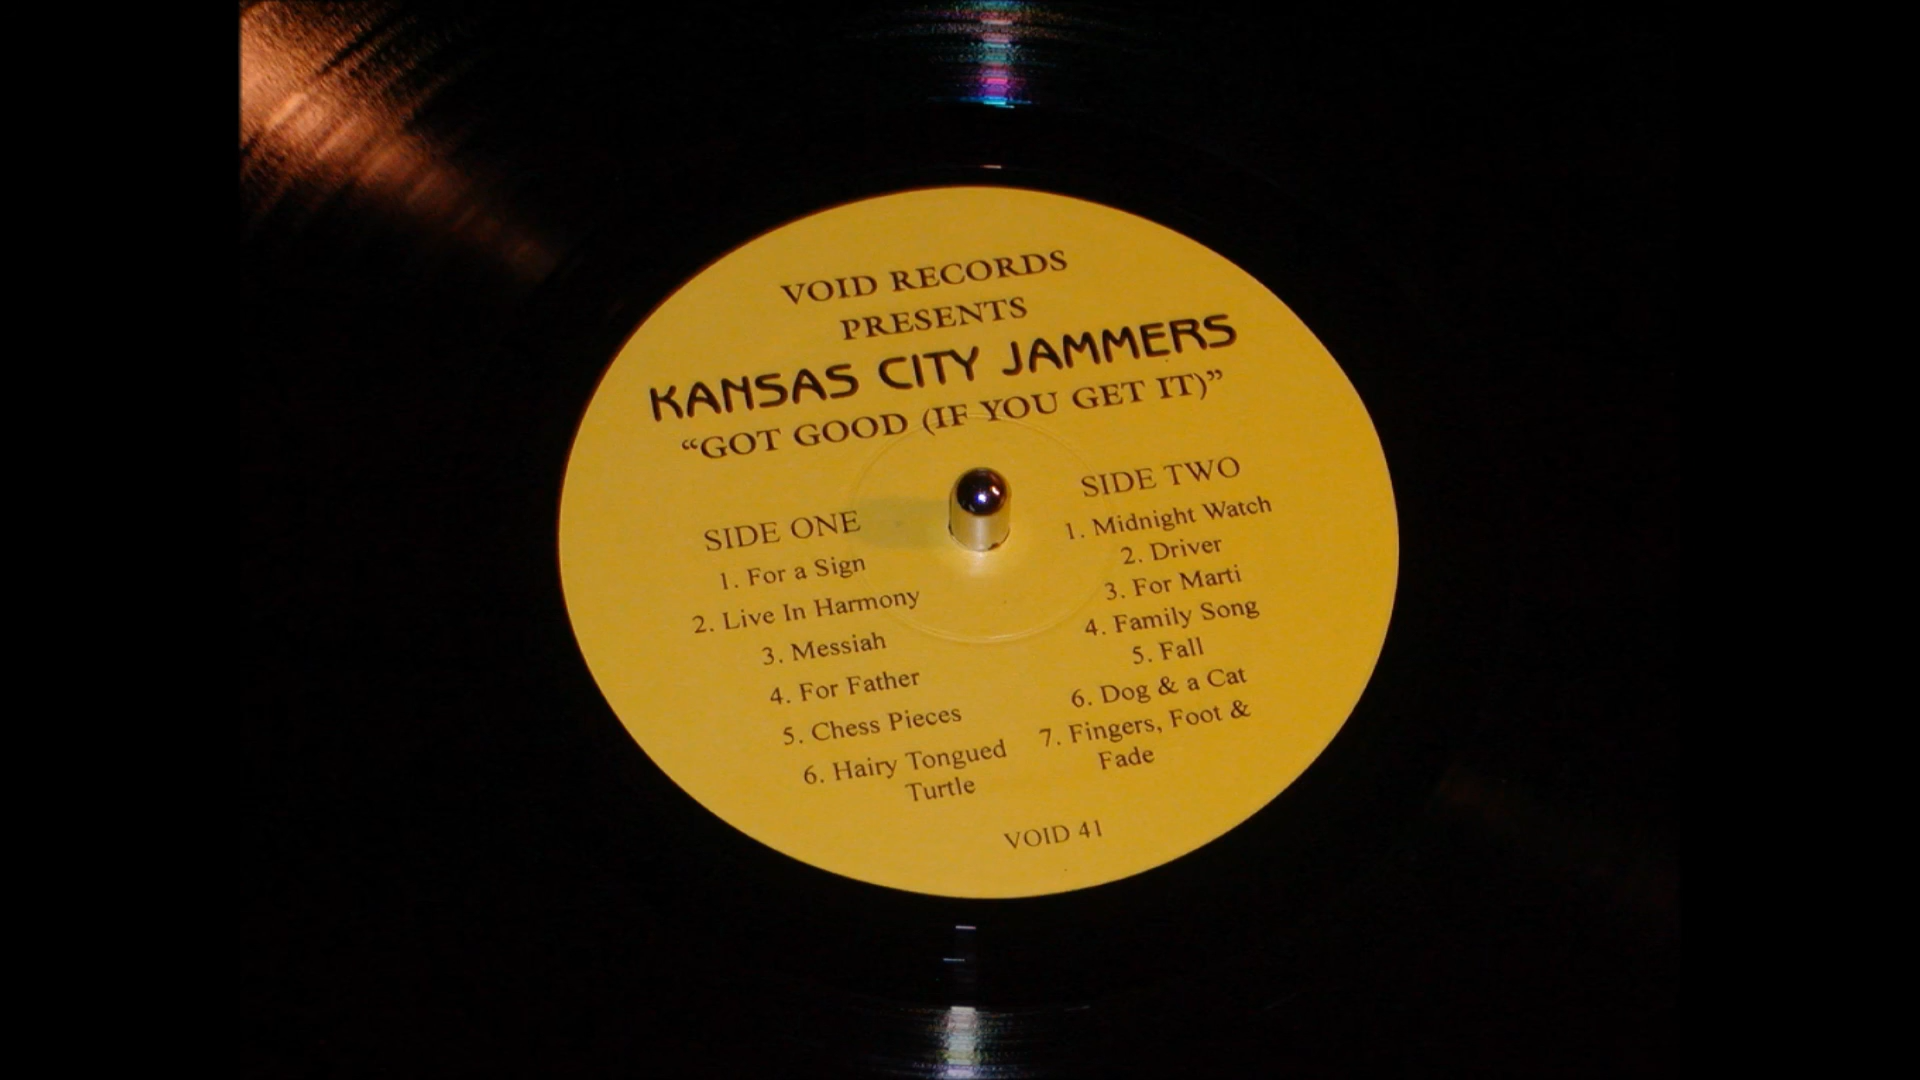 VOID RECORDS
PRESENTS
KANSAS CITY JAMMERS
“GOT GOOD (IF YOU GET IT)”
SIDE ONE
1. For a Sign
2. Live In Harmony
3. Messiah
4. For Father
5. Chess Pieces
6. Hairy Tongued
Turtle
SIDE TWO
1. Midnight Watch
2. Driver
3. For Marti
4. Family Song
5. Fall
6. Dog & a Cat
7. Fingers, Foot &
Fade
VOID 41